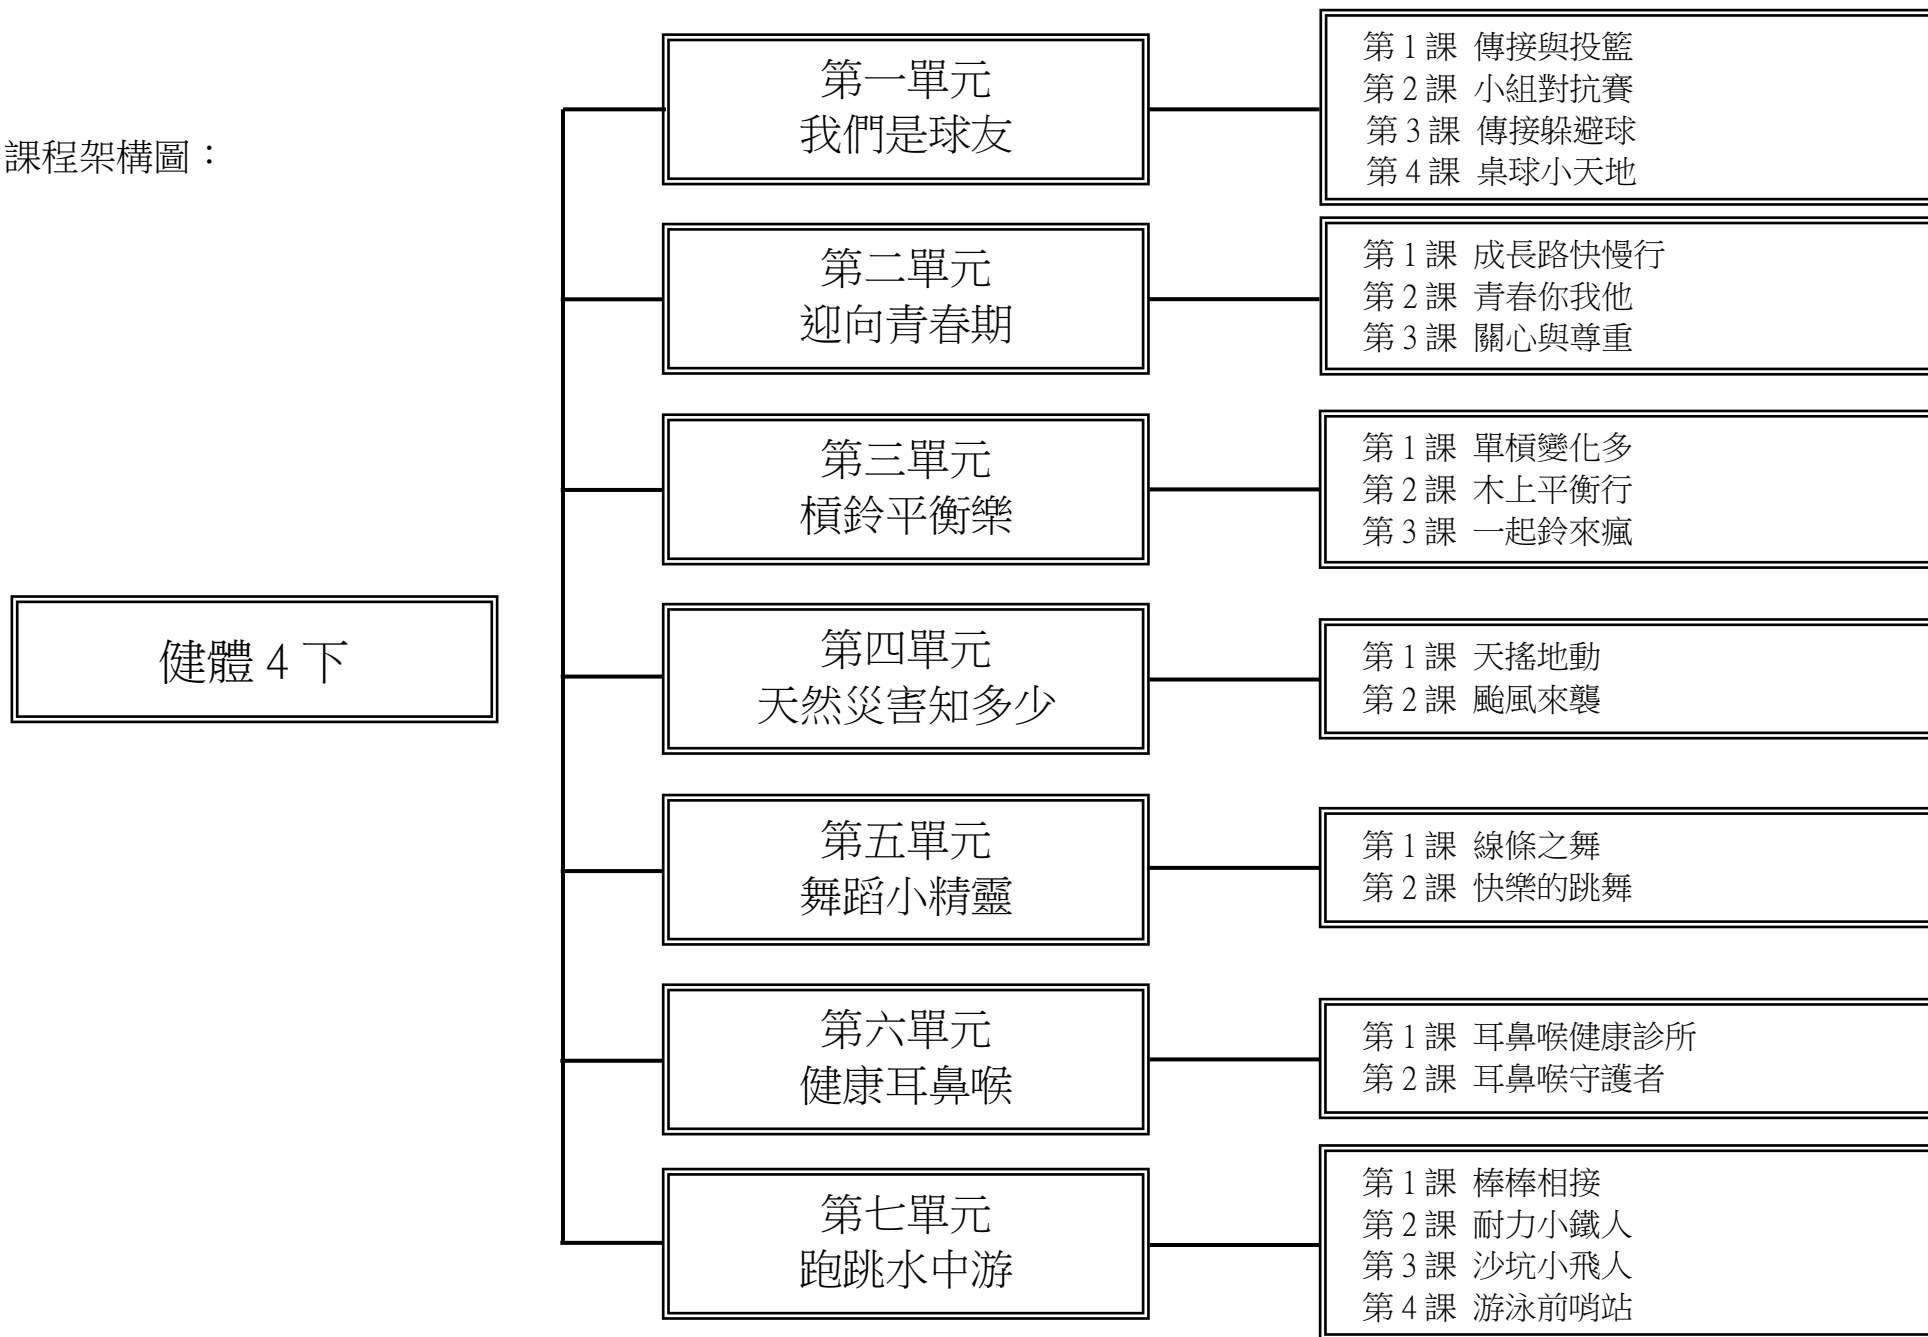 課程架構圖：
健體 4 下
第一單元
我們是球友
第 1 課 傳接與投籃
第 2 課 小組對抗賽
第 3 課 傳接躲避球
第 4 課 桌球小天地
第二單元
迎向青春期
第 1 課 成長路快慢行
第 2 課 青春你我他
第 3 課 關心與尊重
第三單元
槓鈴平衡樂
第 1 課 單槓變化多
第 2 課 木上平衡行
第 3 課 一起鈴來瘋
第四單元
天然災害知多少
第 1 課 天搖地動
第 2 課 颱風來襲
第五單元
舞蹈小精靈
第 1 課 線條之舞
第 2 課 快樂的跳舞
第六單元
健康耳鼻喉
第 1 課 耳鼻喉健康診所
第 2 課 耳鼻喉守護者
第七單元
跑跳水中游
第 1 課 棒棒相接
第 2 課 耐力小鐵人
第 3 課 沙坑小飛人
第 4 課 游泳前哨站